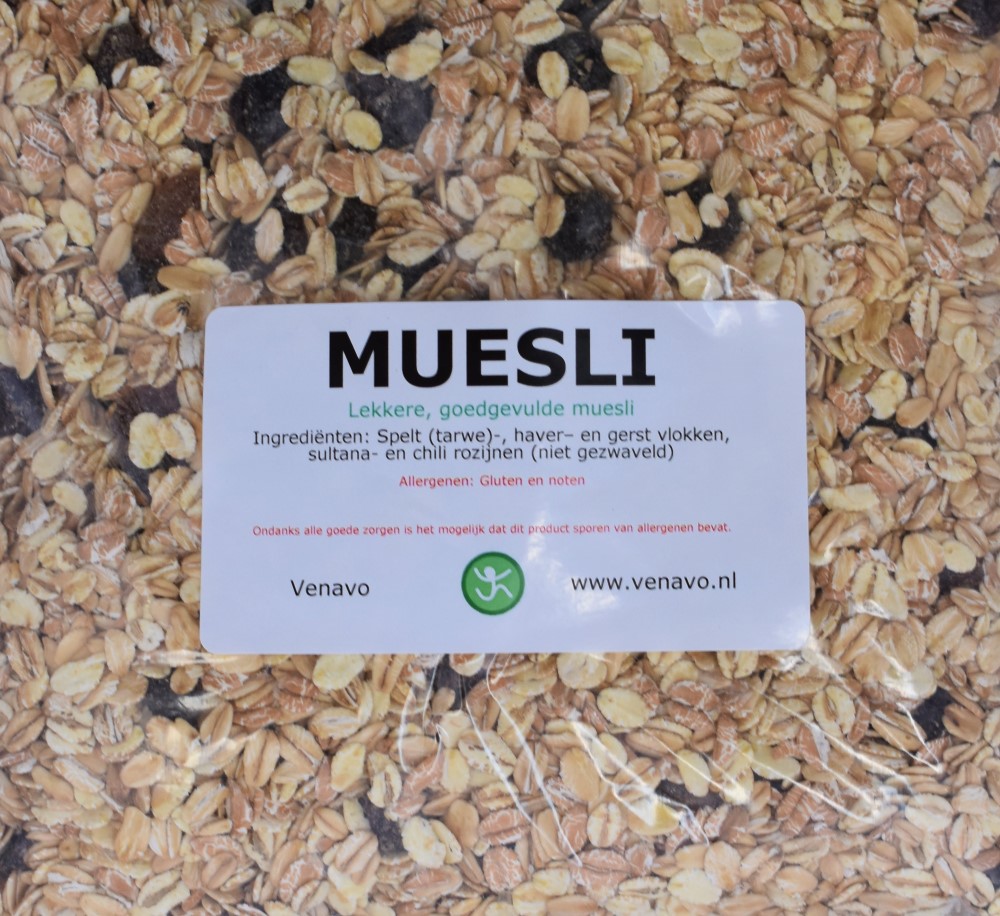 MUESLI
Lekkere, goedgevulde muesli
Ingrediënten: Spelt (tarwe)-, haver– en gerst vlokken,
sultana- en chili rozijnen (niet gezwaveld)
Allergenen: Gluten en noten
Ondanks alle goede zorgen is het mogelijk dat dit product sporen van allergenen bevat.
Venavo
www.venavo.nl